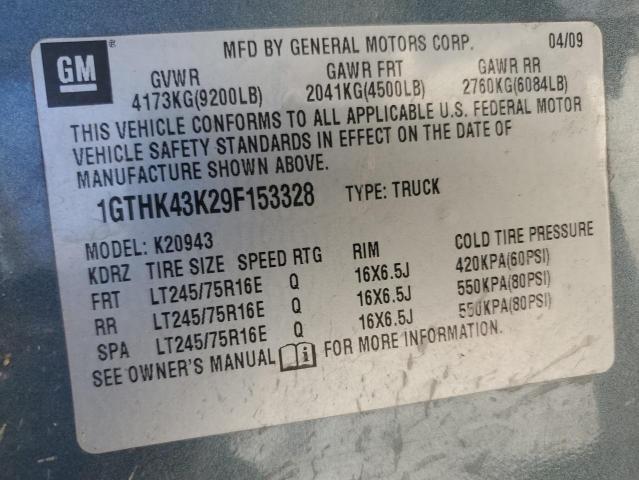 GM® MFD BY GENERAL MOTORS CORP. 04/09
GVWR GAWR FRT GAWR RR
4173KG(9200LB) 2041KG(4500LB) 2760KG(6084LB)
THIS VEHICLE CONFORMS TO ALL APPLICABLE U.S. FEDERAL MOTOR
VEHICLE SAFETY STANDARDS IN EFFECT ON THE DATE OF
MANUFACTURE SHOWN ABOVE.
1GTHK43K29F153328 TYPE: TRUCK
MODEL: K20943
KDRZ TIRE SIZE SPEED RTG RIM COLD TIRE PRESSURE
FRT LT245/75R16E Q 16X6.5J 420KPA(60PSI)
RR LT245/75R16E Q 16X6.5J 550KPA(80PSI)
SPA LT245/75R16E Q 16X6.5J 550KPA(80PSI)
SEE OWNER'S MANUAL i FOR MORE INFORMATION.